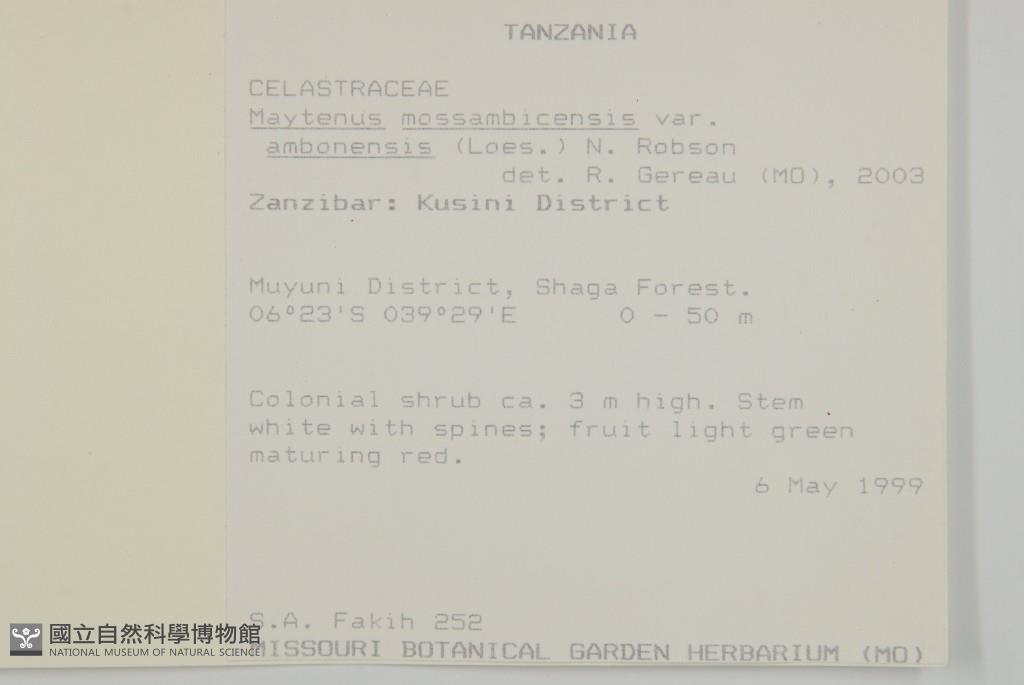 TANZANIA
CELASTRACEAE
Maytenus mossambicensis var.
ambonensis (Loes.) N. Robson
det. R. Gereau (MO), 2003
Zanzibar: Kusini District
Muyuni District, Shaga Forest.
06°23'S 039°29'E 0 - 50 m
Colonial shrub ca. 3 m high. Stem
white with spines; fruit light green
maturing red.
6 May 1999
S.A. Fakih 252
MISSOURI BOTANICAL GARDEN HERBARIUM (MO)
國立自然科學博物館
NATIONAL MUSEUM OF NATURAL SCIENCE